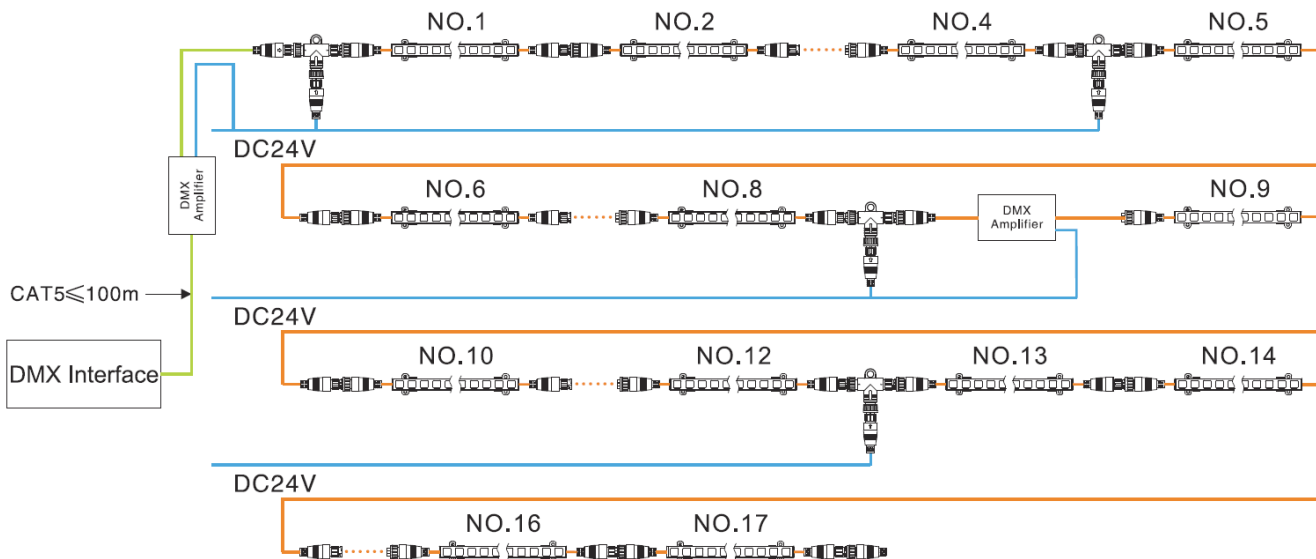 NO.1
NO.2
NO.4
NO.5
DC24V
DMX
Amplifier
NO.6
NO.8
DMX
Amplifier
NO.9
CAT5≤100m
DC24V
DMX Interface
NO.10
NO.12
NO.13
NO.14
DC24V
NO.16
NO.17